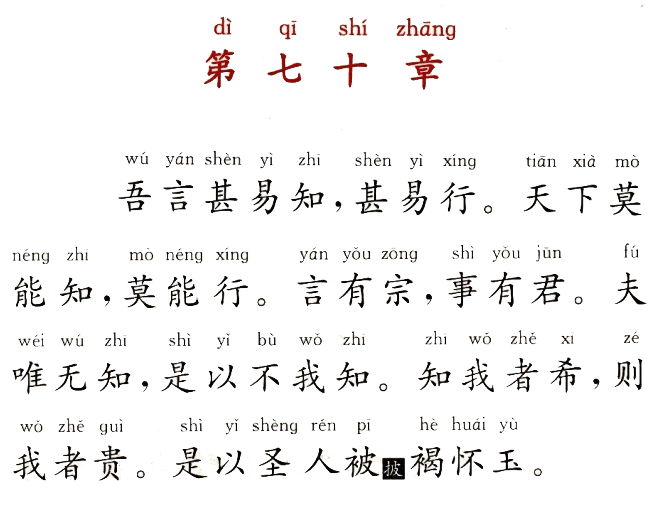 dì qī shí zhāng
第七十章
wú yán shèn yì zhī shèn yì xíng tiān xià mò
吾言甚易知，甚易行。天下莫
néng zhī mò néng xíng yán yǒu zōng shì yǒu jūn fú
能知，莫能行。言有宗，事有君。夫
wéi wú zhī shì yǐ bù wǒ zhī zhī wǒ zhě xī zé
唯无知，是以不我知。知我者希，则
wǒ zhě guì shì yǐ shèng rén pī hè huái yù
我者贵。是以圣人被披褐怀玉。